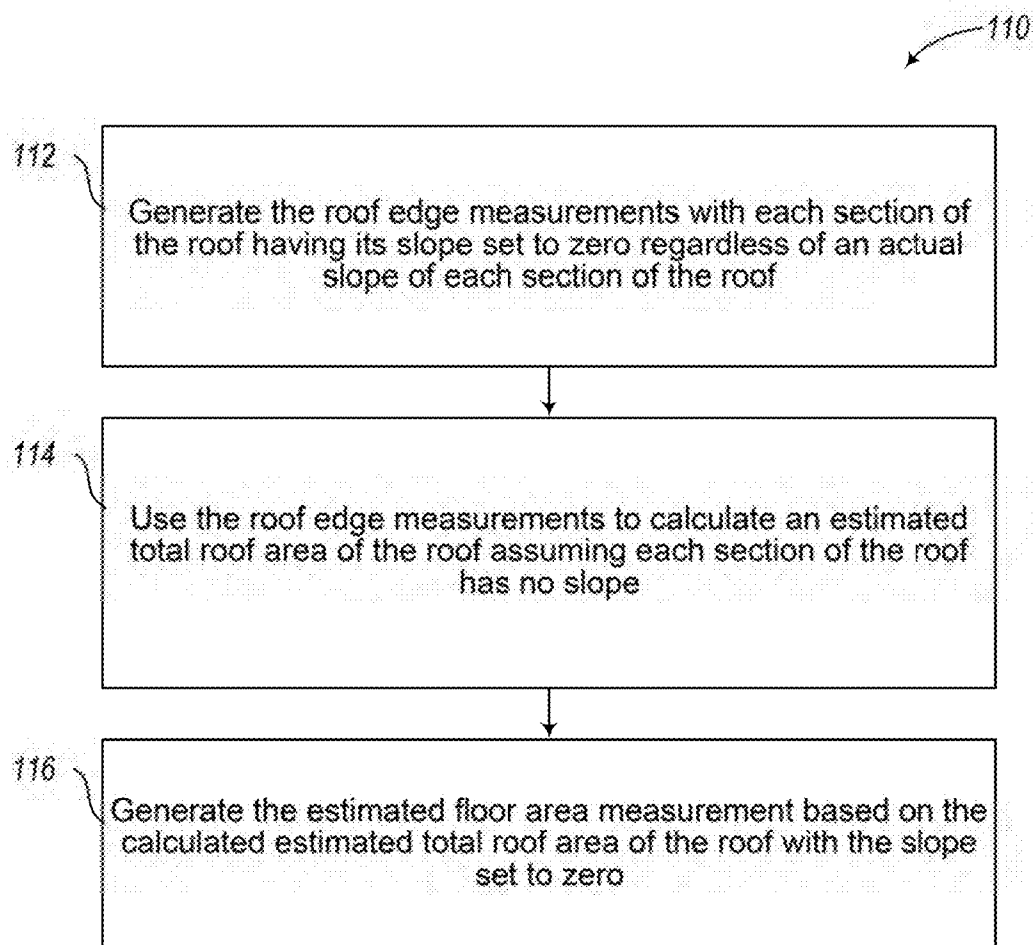 110
112
Generate the roof edge measurements with each section of
the roof having its slope set to zero regardless of an actual
slope of each section of the roof
114
Use the roof edge measurements to calculate an estimated
total roof area of the roof assuming each section of the roof
has no slope
116
Generate the estimated floor area measurement based on the
calculated estimated total roof area of the roof with the slope
set to zero